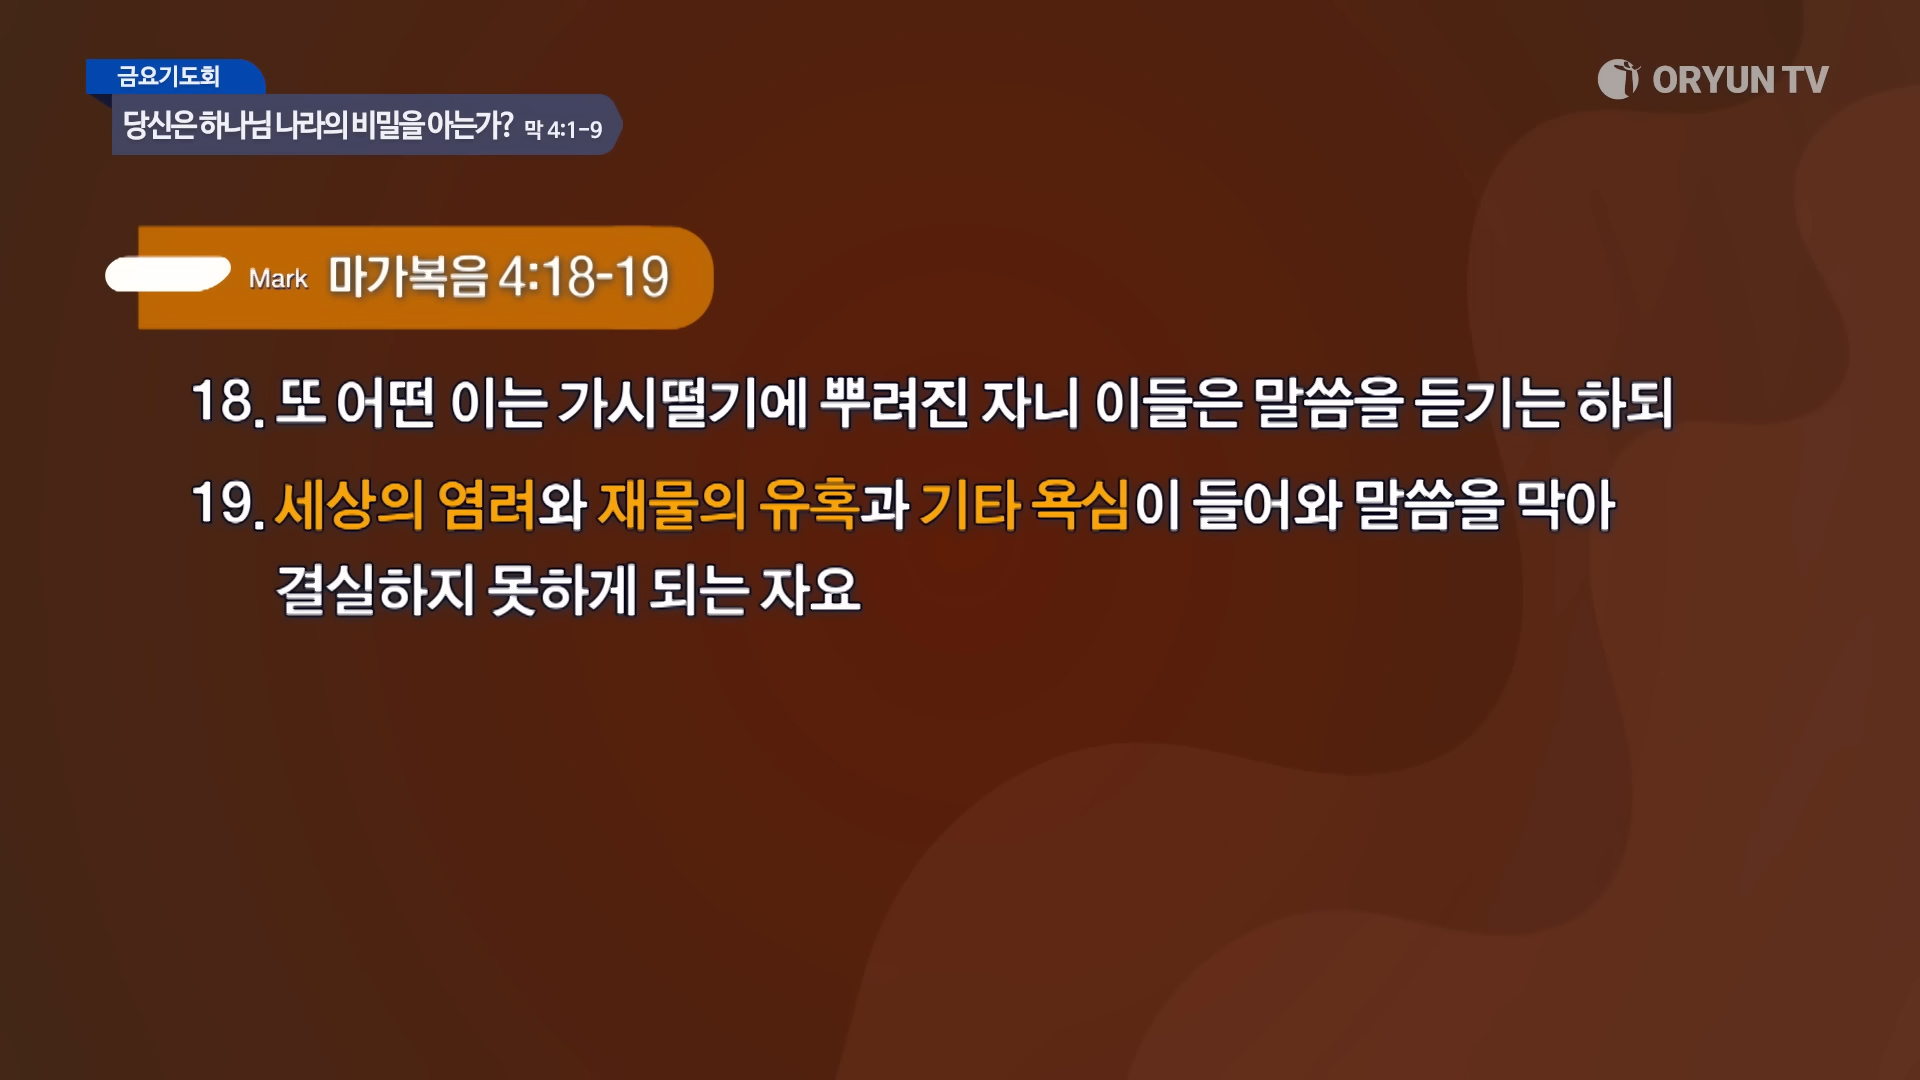 금요기도회
ORYUN TV
당신은 하나님 나라의 비밀을 아는가? 막 4:1-9
Mark 마가복음 4:18-19
18. 또 어떤 이는 가시떨기에 뿌려진 자니 이들은 말씀을 듣기는 하되
19. 세상의 염려와 재물의 유혹과 기타 욕심이 들어와 말씀을 막아
결실하지 못하게 되는 자요